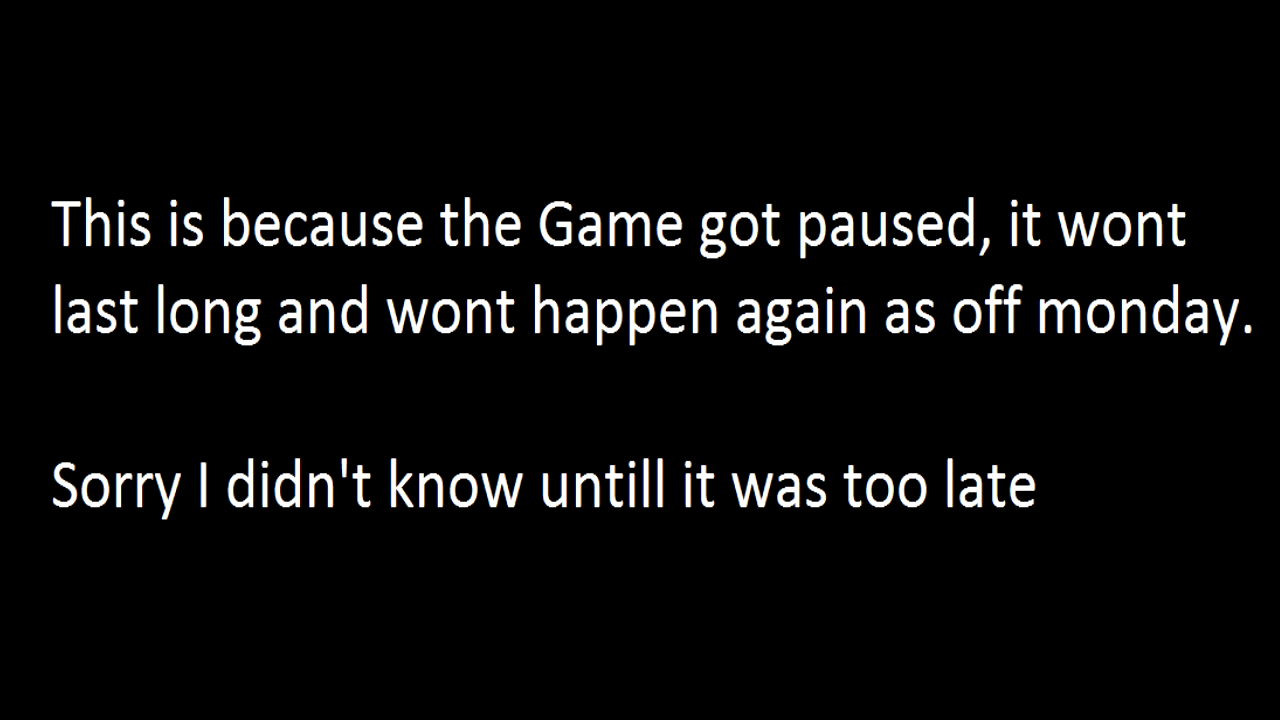 This is because the Game got paused, it wont
last long and wont happen again as off monday.
Sorry I didn't know untill it was too late